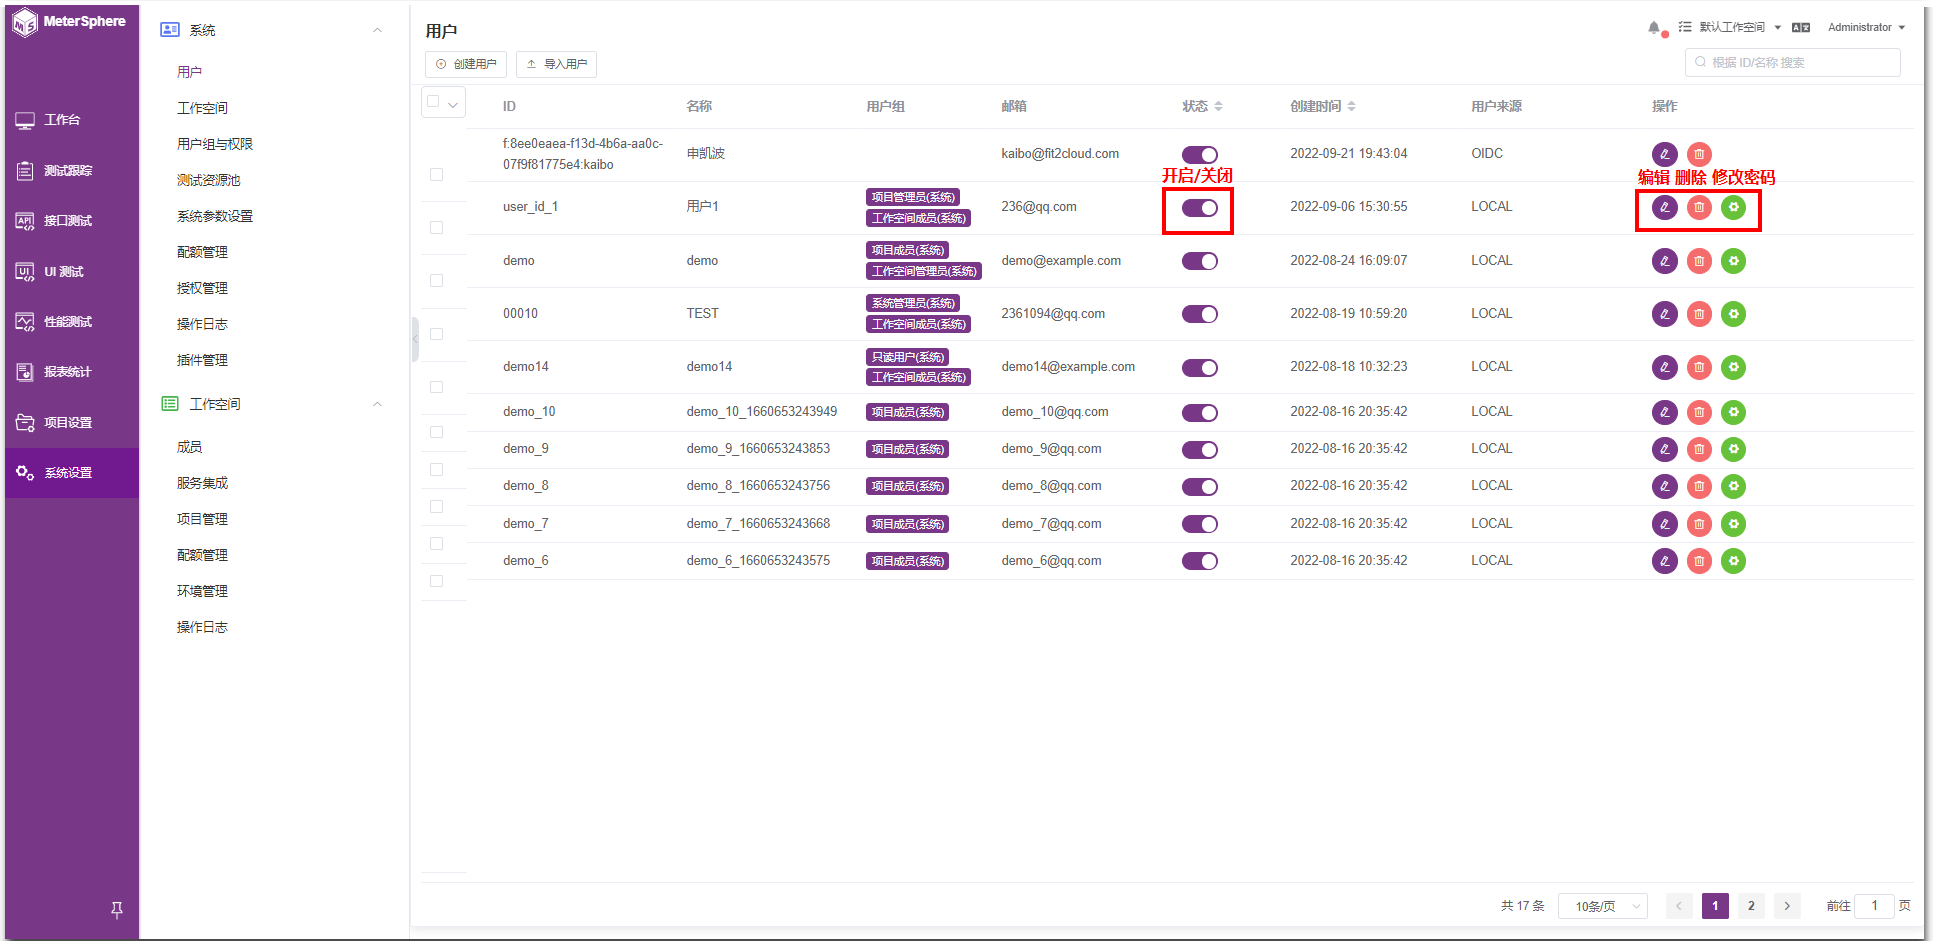 MeterSphere
工作台
测试跟踪
接口测试
UI 测试
性能测试
报表统计
项目设置
系统设置
系统
用户
工作空间
用户组与权限
测试资源池
系统参数设置
配额管理
授权管理
操作日志
插件管理
工作空间
成员
服务集成
项目管理
配额管理
环境管理
操作日志
用户
默认工作空间 Administrator
创建用户 导入用户
根据 ID/名称 搜索
ID 名称 用户组 邮箱 状态 创建时间 用户来源 操作
f:8ee0eaea-f13d-4b6a-aa0c-
07f9f81775e4:kaibo 申凯波 kaibo@fit2cloud.com 2022-09-21 19:43:04 OIDC
开启/关闭 编辑 删除 修改密码
user_id_1 用户1 项目管理员(系统) 236@qq.com 2022-09-06 15:30:55 LOCAL
工作空间成员(系统)
demo demo 项目成员(系统) demo@example.com 2022-08-24 16:09:07 LOCAL
工作空间管理员(系统)
00010 TEST 系统管理员(系统) 2361094@qq.com 2022-08-19 10:59:20 LOCAL
工作空间成员(系统)
demo14 demo14 只读用户(系统) demo14@example.com 2022-08-18 10:32:23 LOCAL
工作空间成员(系统)
demo_10 demo_10_1660653243949 项目成员(系统) demo_10@qq.com 2022-08-16 20:35:42 LOCAL
demo_9 demo_9_1660653243853 项目成员(系统) demo_9@qq.com 2022-08-16 20:35:42 LOCAL
demo_8 demo_8_1660653243756 项目成员(系统) demo_8@qq.com 2022-08-16 20:35:42 LOCAL
demo_7 demo_7_1660653243668 项目成员(系统) demo_7@qq.com 2022-08-16 20:35:42 LOCAL
demo_6 demo_6_1660653243575 项目成员(系统) demo_6@qq.com 2022-08-16 20:35:42 LOCAL
共 17 条 10条/页 1 2 前往 1 页